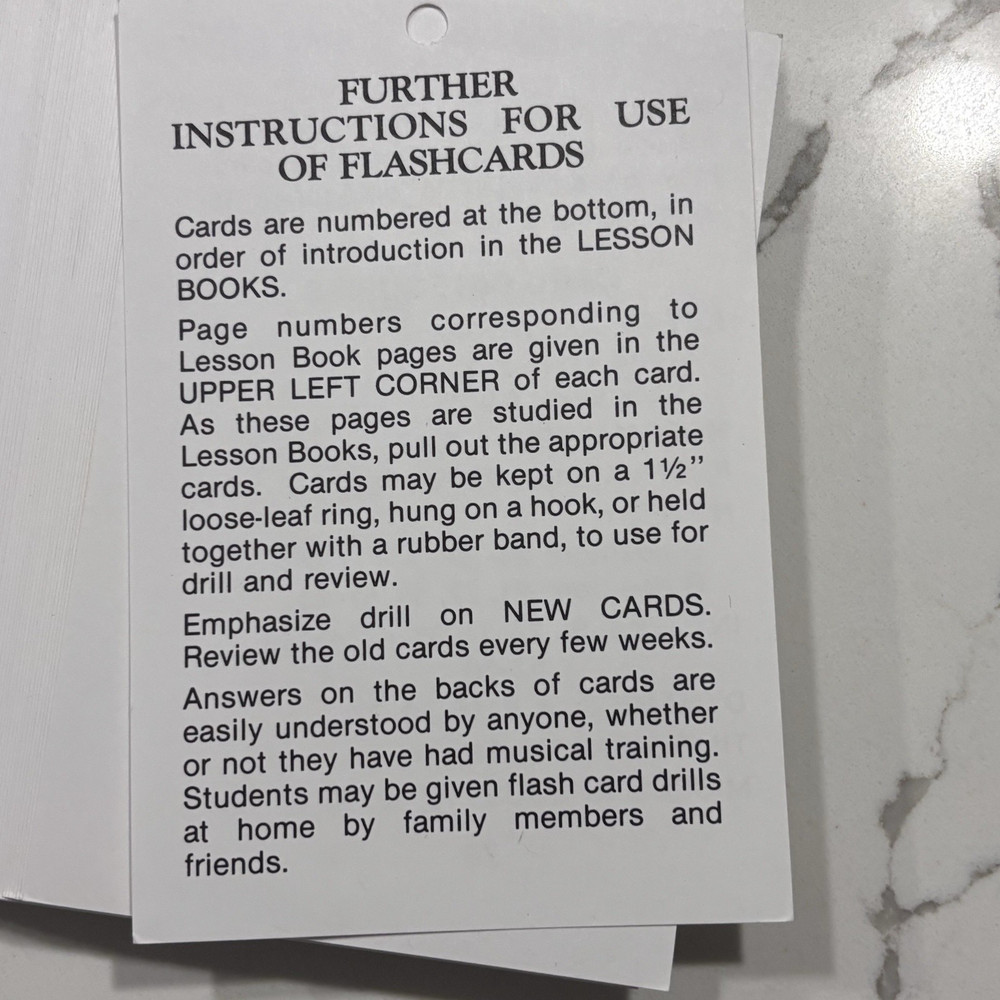 FURTHER
INSTRUCTIONS FOR USE
OF FLASHCARDS
Cards are numbered at the bottom, in
order of introduction in the LESSON
BOOKS.
Page numbers corresponding to
Lesson Book pages are given in the
UPPER LEFT CORNER of each card.
As these pages are studied in the
Lesson Books, pull out the appropriate
cards. Cards may be kept on a 1½”
loose-leaf ring, hung on a hook, or held
together with a rubber band, to use for
drill and review.
Emphasize drill on NEW CARDS.
Review the old cards every few weeks.
Answers on the backs of cards are
easily understood by anyone, whether
or not they have had musical training.
Students may be given flash card drills
at home by family members and
friends.